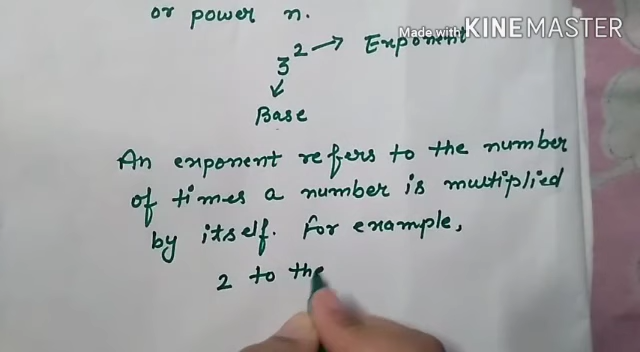 or power n.
Made with KINEMASTER
3² → Exponent
Base
An exponent refers to the number
of times a number is multiplied
by itself. For example,
2 to the